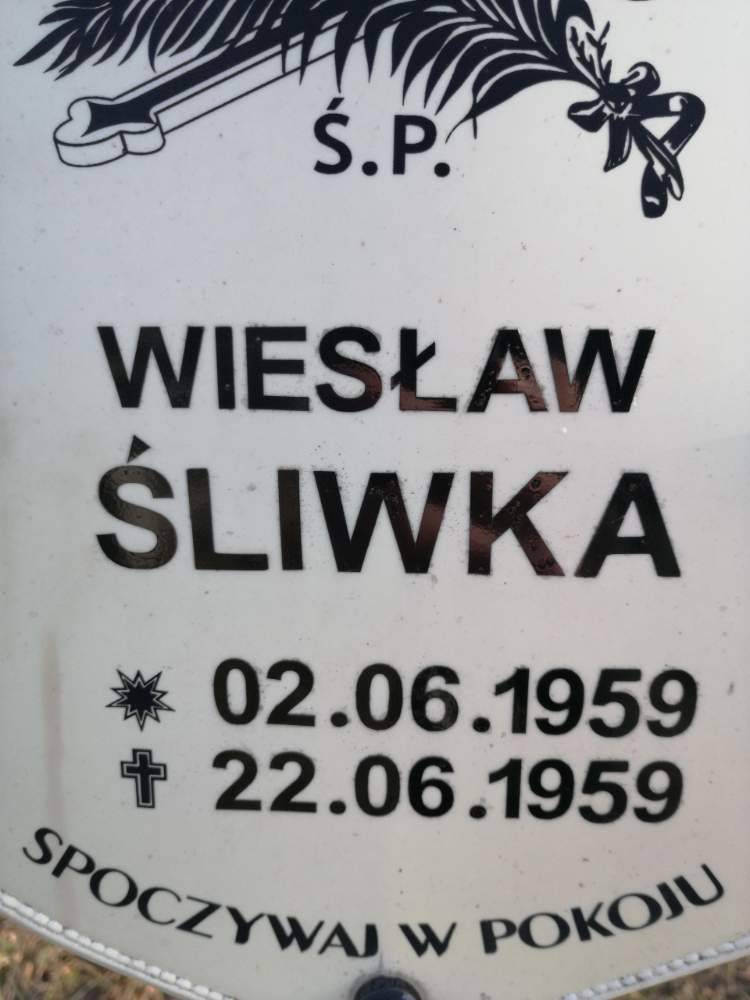 Ś.P.
WIESŁAW
ŚLIWKA
02.06.1959
22.06.1959
SPOCZYWAJ W POKOJU